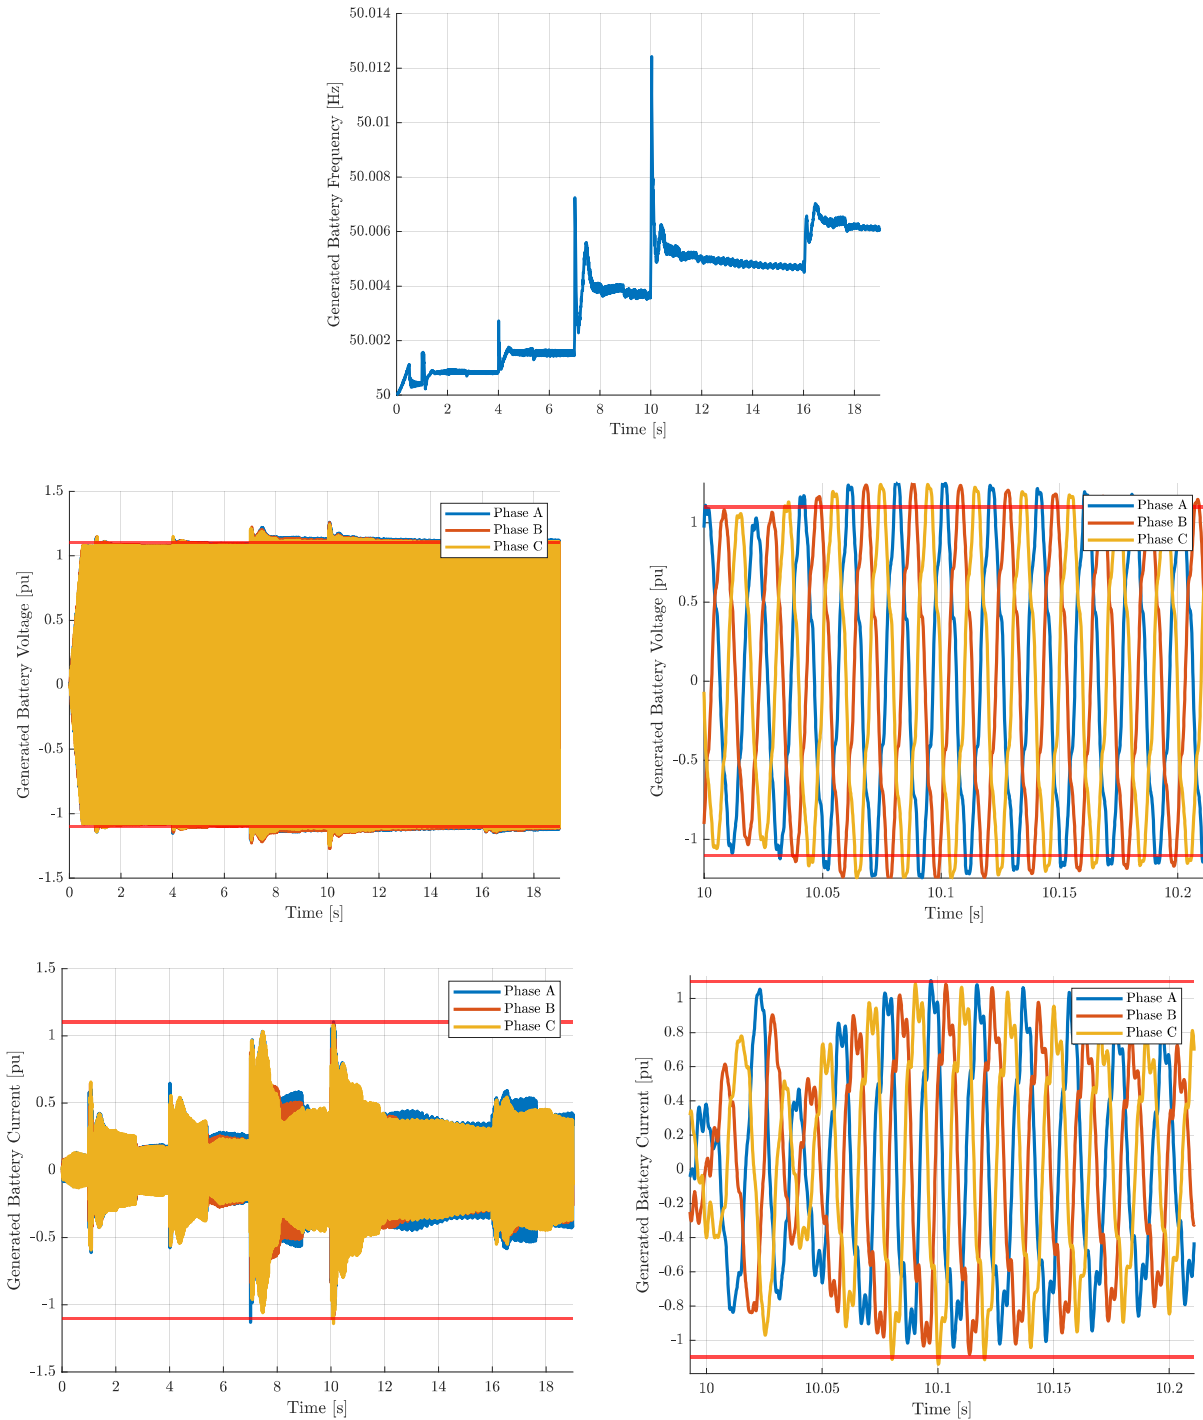 50.014
50.012
50.01
50.008
50.006
50.004
50.002
50
0 2 4 6 8 10 12 14 16 18
Time [s]
Generated Battery Frequency [Hz]
1.5
1
0.5
0
-0.5
-1
-1.5
0 2 4 6 8 10 12 14 16 18
Time [s]
Generated Battery Voltage [pu]
Phase A
Phase B
Phase C
1
0.5
0
-0.5
-1
10 10.05 10.1 10.15 10.2
Time [s]
Generated Battery Voltage [pu]
Phase A
Phase B
Phase C
1.5
1
0.5
0
-0.5
-1
-1.5
0 2 4 6 8 10 12 14 16 18
Time [s]
Generated Battery Current [pu]
Phase A
Phase B
Phase C
1
0.8
0.6
0.4
0.2
0
-0.2
-0.4
-0.6
-0.8
-1
10 10.05 10.1 10.15 10.2
Time [s]
Generated Battery Current [pu]
Phase A
Phase B
Phase C